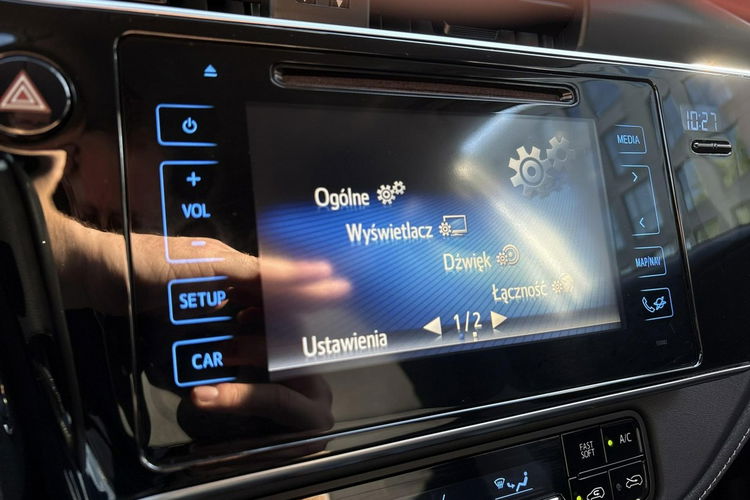 10:27
MEDIA
+
VOL
-
Ogólne
Wyświetlacz
Dźwięk
Łączność
MAP/NAV
SETUP
1/2
Ustawienia
CAR
FAST
SOFT
A/C